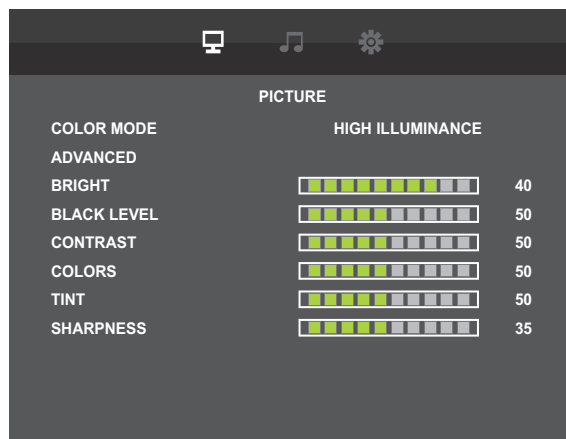 PICTURE
COLOR MODE HIGH ILLUMINANCE
ADVANCED
BRIGHT 40
BLACK LEVEL 50
CONTRAST 50
COLORS 50
TINT 50
SHARPNESS 35